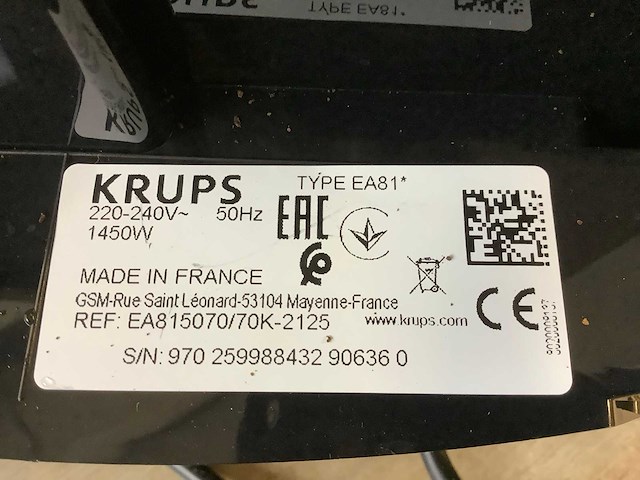 KRUPS
TYPE EA81*
220-240V~ 50Hz
1450W
EAC
MADE IN FRANCE
GSM-Rue Saint Léonard-53104 Mayenne-France
REF: EA815070/70K-2125
www.krups.com
CE
S/N: 970 259988432 90636 0
TYPE EA81*